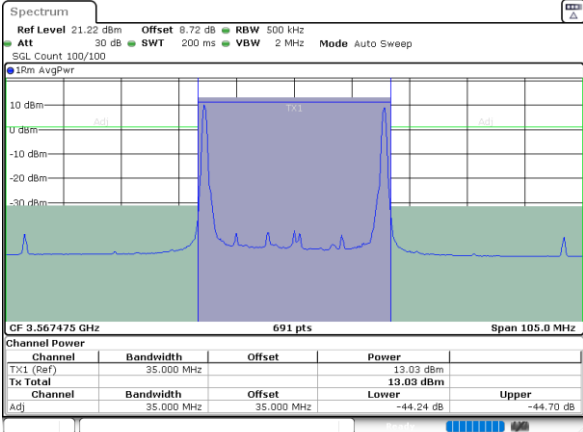 Spectrum
Ref Level 21.22 dBm Offset 8.72 dB RBW 500 kHz
Att 30 dB SWT 200 ms VBW 2 MHz Mode Auto Sweep
SGL Count 100/100
1Rm AvgPwr
10 dBm
TX1
Adj Adj
0 dBm
-10 dBm
-20 dBm
-30 dBm
CF 3.567475 GHz 691 pts Span 105.0 MHz
Channel Power
Channel Bandwidth Offset Power
TX1 (Ref) 35.000 MHz 13.03 dBm
Tx Total 13.03 dBm
Channel Bandwidth Offset Lower Upper
Adj 35.000 MHz 35.000 MHz -44.24 dB -44.70 dB
Ready